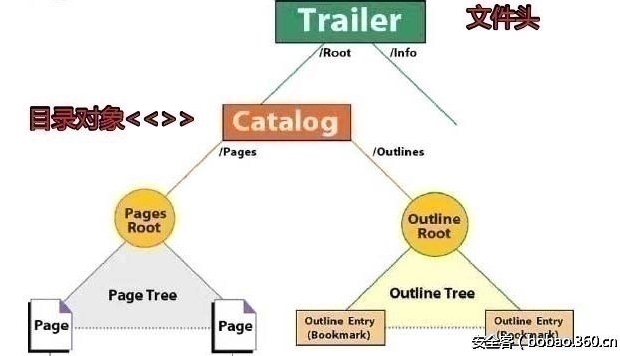 Trailer
文件头
/Root
/Info
目录对象<<>>
Catalog
/Pages
/Outlines
Pages
Root
Outline
Root
Page Tree
Outline Tree
Page
Page
Outline Entry
(Bookmark)
Outline Entry
(Bookmark)
安全客 ( bobao.360.cn